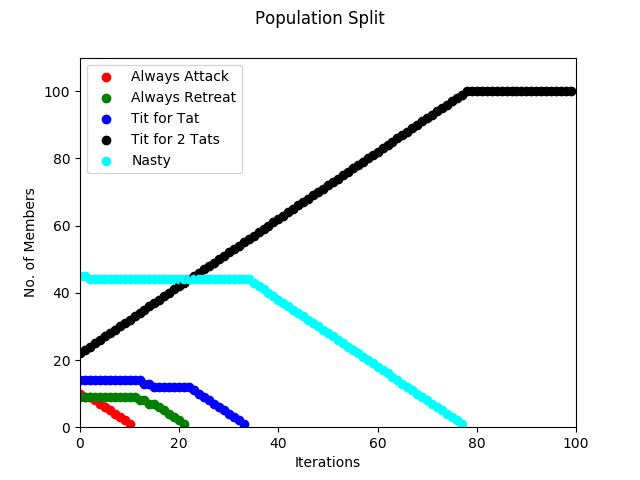 Population Split
Always Attack
Always Retreat
Tit for Tat
Tit for 2 Tats
Nasty
No. of Members
100
80
60
40
20
0
0 20 40 60 80 100
Iterations